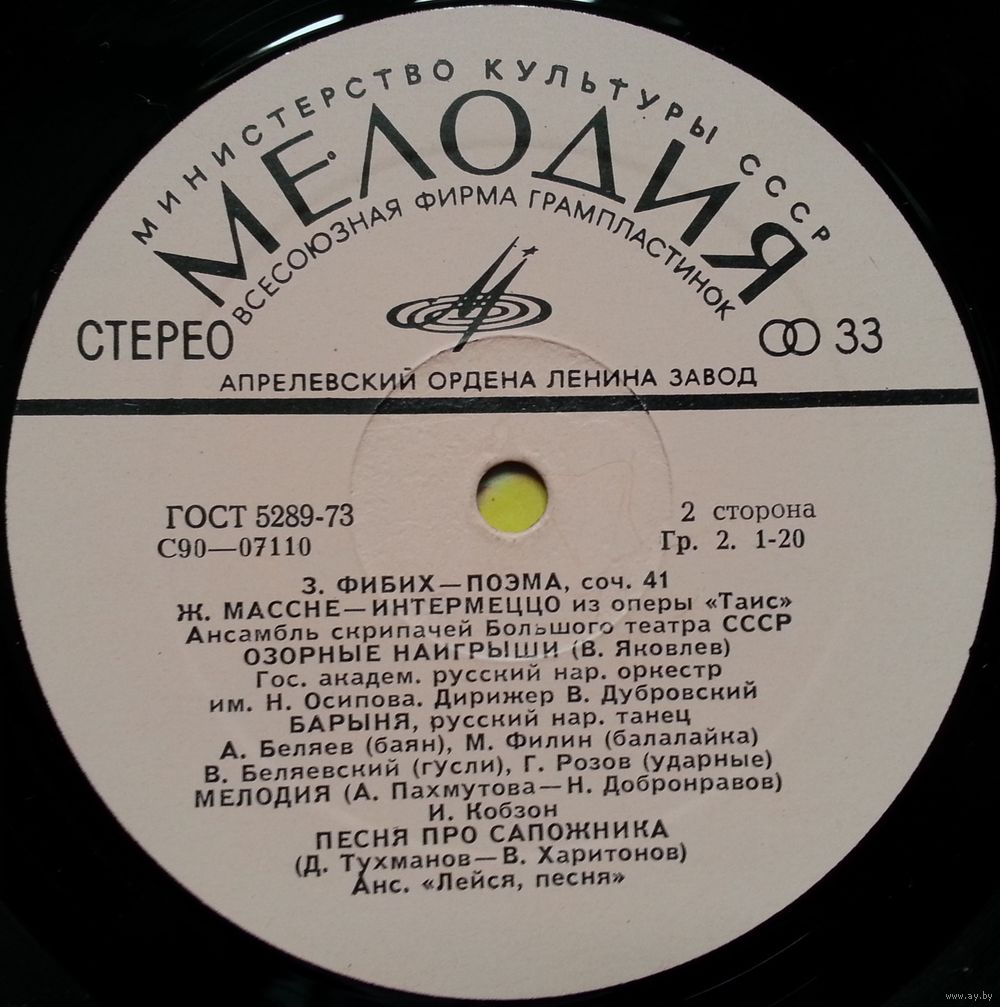 МИНИСТЕРСТВО КУЛЬТУРЫ СССР
МЕЛОДИЯ
ВСЕСОЮЗНАЯ ФИРМА ГРАМПЛАСТИНОК
СТЕРЕО
33
АПРЕЛЕВСКИЙ ОРДЕНА ЛЕНИНА ЗАВОД
ГОСТ 5289-73
2 сторона
С90—07110
Гр. 2. 1-20
З. ФИБИХ—ПОЭМА, соч. 41
Ж. МАССНЕ—ИНТЕРМЕЦЦО из оперы «Таис»
Ансамбль скрипачей Большого театра СССР
ОЗОРНЫЕ НАИГРЫШИ (В. Яковлев)
Гос. академ. русский нар. оркестр
им. Н. Осипова. Дирижер В. Дубровский
БАРЫНЯ, русский нар. танец
А. Беляев (баян), М. Филин (балалайка)
В. Беляевский (гусли), Г. Розов (ударные)
МЕЛОДИЯ (А. Пахмутова—Н. Добронравов)
И. Кобзон
ПЕСНЯ ПРО САПОЖНИКА
(Д. Тухманов—В. Харитонов)
Анс. «Лейся, песня»
www.ay.by